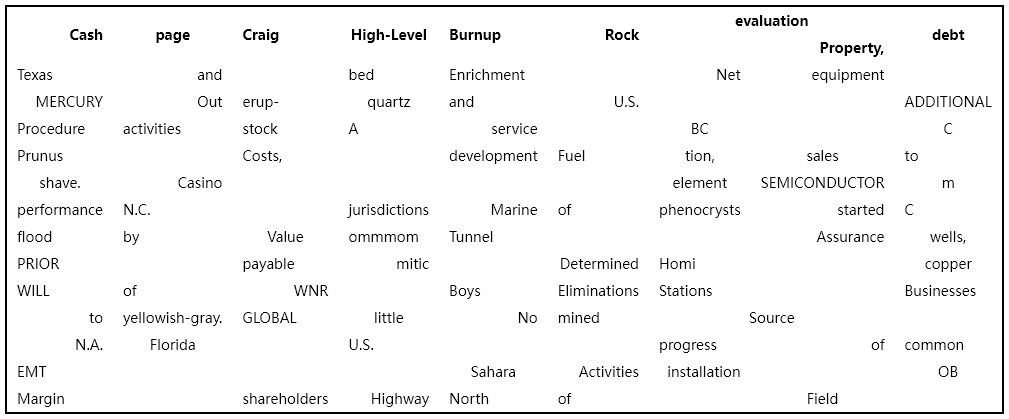 evaluation
Cash page Craig High-Level Burnup Rock debt
Property,
Texas and bed Enrichment Net equipment
MERCURY Out erup- quartz and U.S. ADDITIONAL
Procedure activities stock A service BC C
Prunus Costs, development Fuel tion, sales to
shave. Casino element SEMICONDUCTOR m
performance N.C. jurisdictions Marine of phenocrysts started C
flood by Value ommmom Tunnel Assurance wells,
PRIOR payable mitic Determined Homi copper
WILL of WNR Boys Eliminations Stations Businesses
to yellowish-gray. GLOBAL little No mined Source
N.A. Florida U.S. progress of common
EMT Sahara Activities installation OB
Margin shareholders Highway North of Field